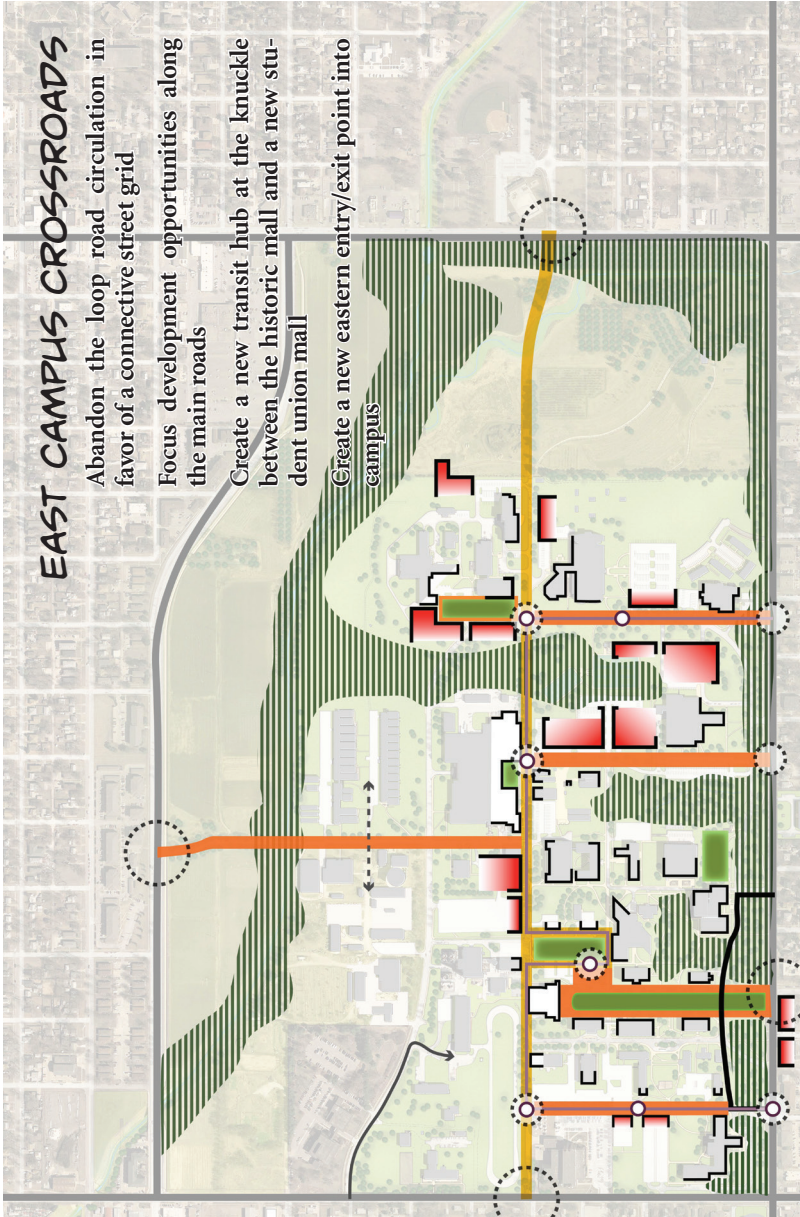 EAST CAMPUS CROSSROADS
Abandon the loop road circulation in
favor of a connective street grid
Focus development opportunities along
the main roads
Create a new transit hub at the knuckle
between the historic mall and a new stu-
dent union mall
Create a new eastern entry/exit point into
campus